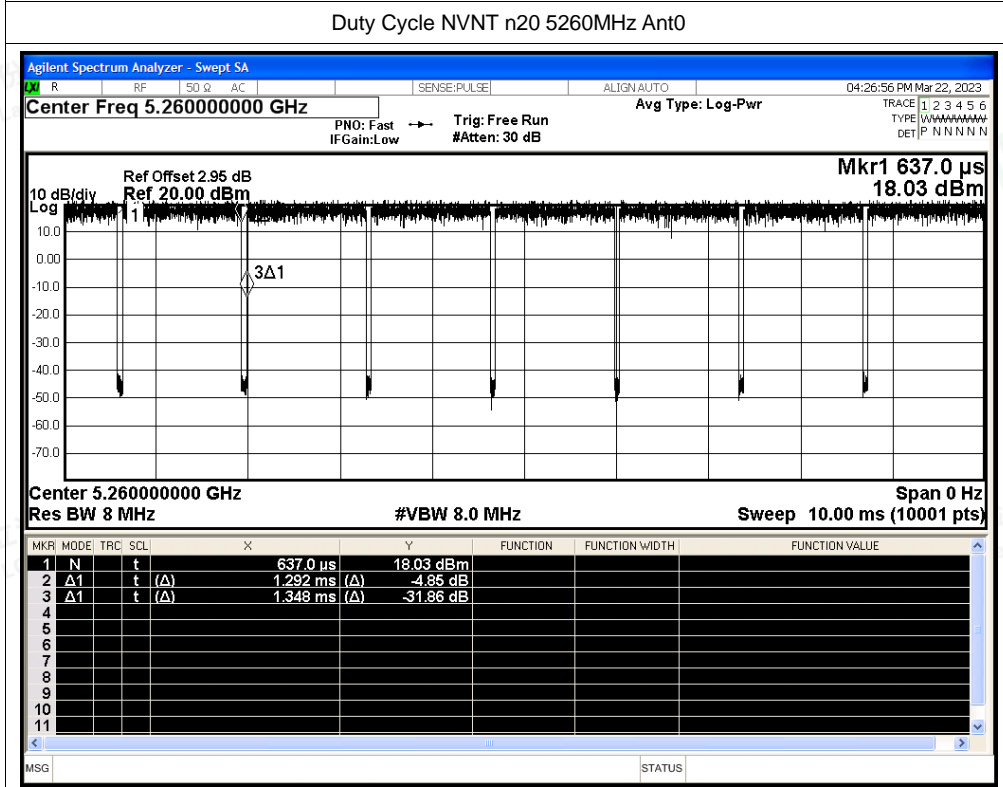 Duty Cycle NVNT n20 5260MHz Ant0
Agilent Spectrum Analyzer - Swept SA
LXI R RF 50 Ω AC SENSE:PULSE ALIGN AUTO 04:26:56 PM Mar 22, 2023
Center Freq 5.260000000 GHz Avg Type: Log-Pwr TRACE 1 2 3 4 5 6
PNO: Fast Trig: Free Run TYPE WWWWWW
IFGain:Low #Atten: 30 dB DET P N N N N N
Mkr1 637.0 µs
Ref Offset 2.95 dB
10 dB/div Ref 20.00 dBm 18.03 dBm
Log
1
10.0
0.00
3Δ1
-10.0
-20.0
-30.0
-40.0
-50.0
-60.0
-70.0
Center 5.260000000 GHz Span 0 Hz
Res BW 8 MHz #VBW 8.0 MHz Sweep 10.00 ms (10001 pts)
MKR MODE TRC SCL X Y FUNCTION FUNCTION WIDTH FUNCTION VALUE
1 N t 637.0 µs 18.03 dBm
2 Δ1 t (Δ) 1.292 ms (Δ) -4.85 dB
3 Δ1 t (Δ) 1.348 ms (Δ) -31.86 dB
4
5
6
7
8
9
10
11
MSG STATUS